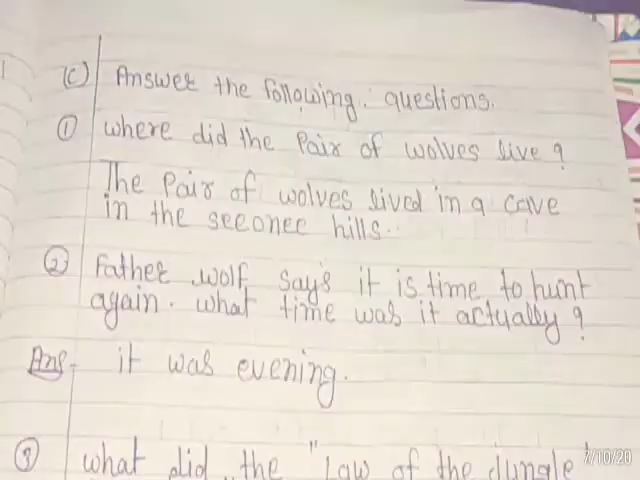 (C) Answer the following. questions.
① where did the pair of wolves live ?
The pair of wolves lived in a cave
in the seeonee hills.
② Father wolf says it is time to hunt
again. what time was it actually ?
Ans - it was evening.
③ what did the "Law of the jungle"
7/10/20